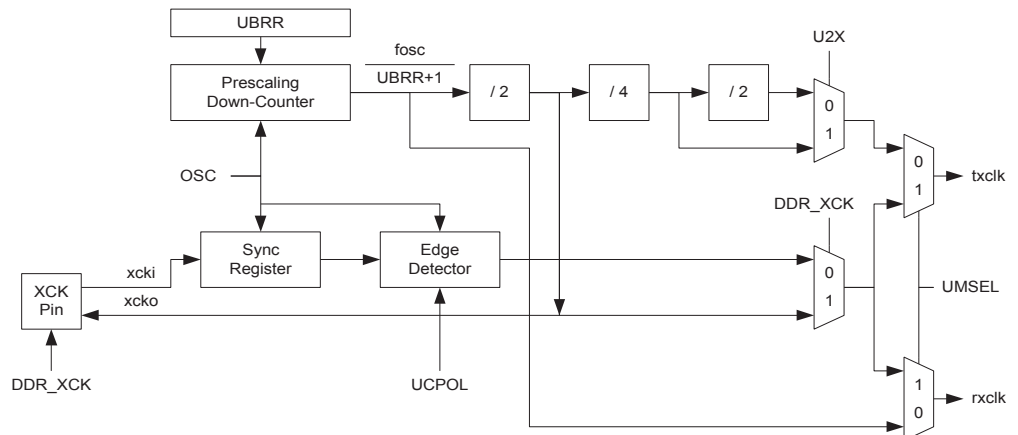 UBRR
U2X
fosc
UBRR+1
Prescaling
Down-Counter
/ 2
/ 4
/ 2
0
1
OSC
0
1
txclk
DDR_XCK
xcki
Sync
Register
Edge
Detector
0
1
XCK
Pin
xcko
UMSEL
DDR_XCK
UCPOL
1
0
rxclk